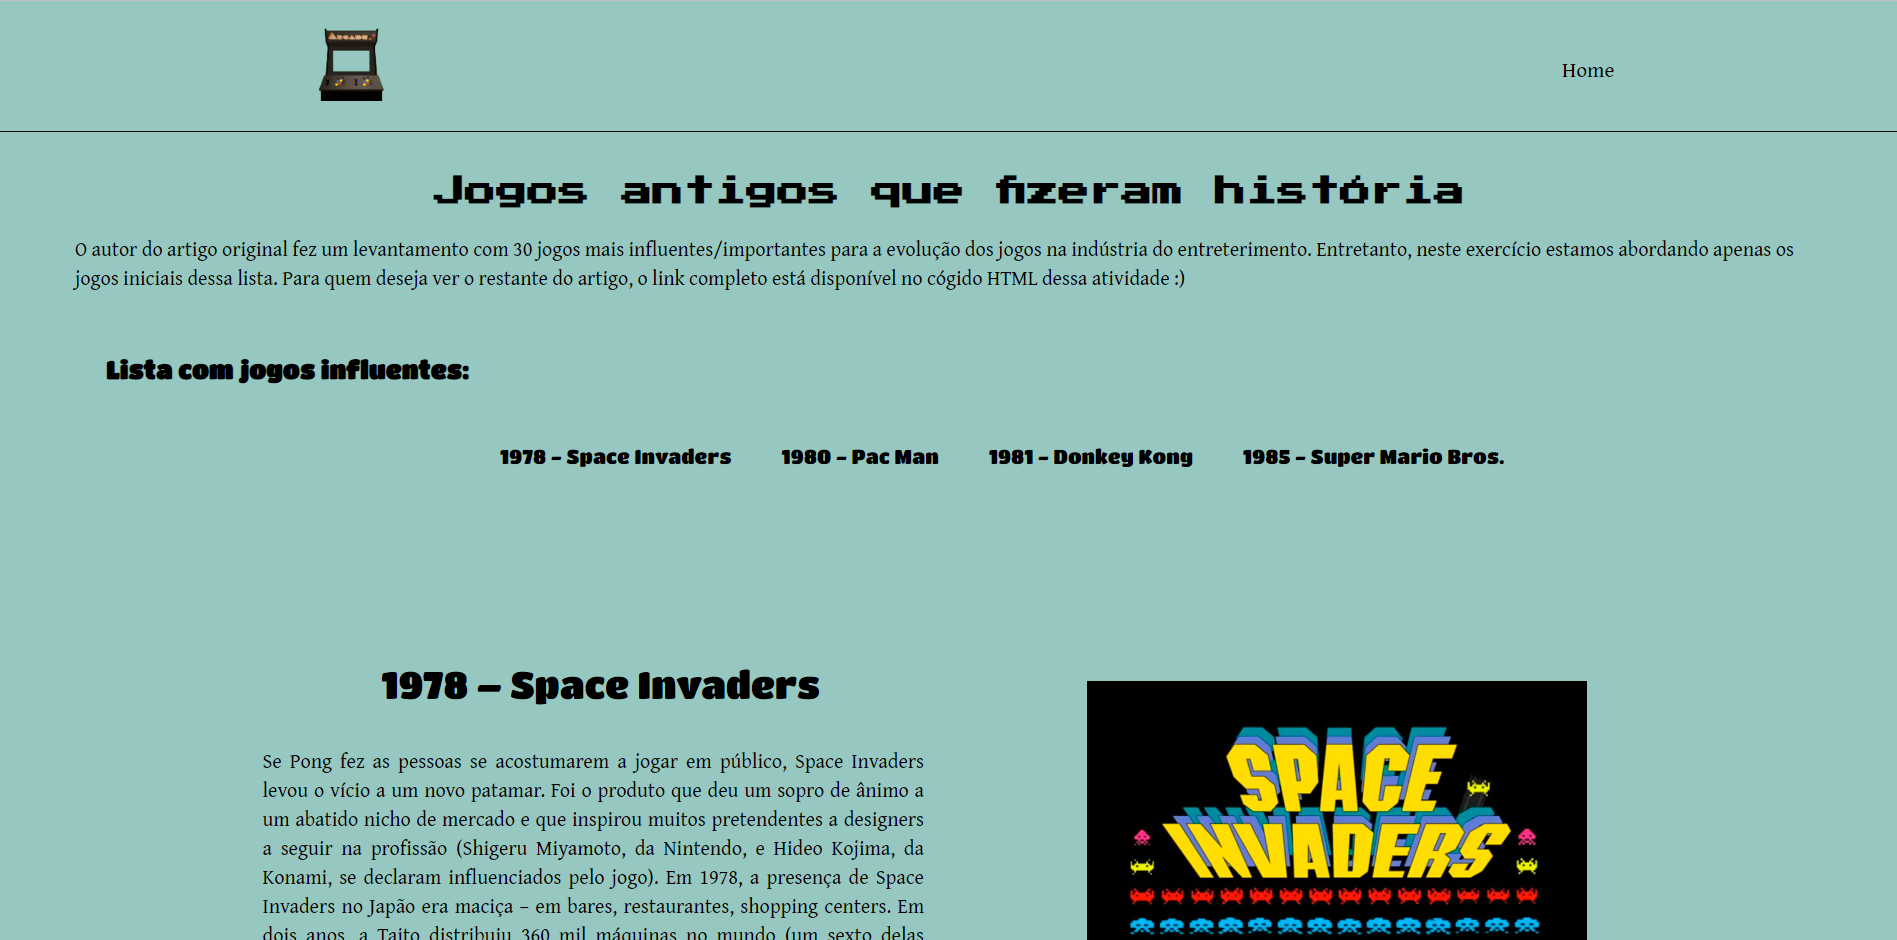 ARCADE
Home
Jogos antigos que fizeram história
O autor do artigo original fez um levantamento com 30 jogos mais influentes/importantes para a evolução dos jogos na indústria do entreterimento. Entretanto, neste exercício estamos abordando apenas os
jogos iniciais dessa lista. Para quem deseja ver o restante do artigo, o link completo está disponível no cógido HTML dessa atividade :)
Lista com jogos influentes:
1978 - Space Invaders 1980 - Pac Man 1981 - Donkey Kong 1985 - Super Mario Bros.
1978 – Space Invaders
Se Pong fez as pessoas se acostumarem a jogar em público, Space Invaders
levou o vício a um novo patamar. Foi o produto que deu um sopro de ânimo a
um abatido nicho de mercado e que inspirou muitos pretendentes a designers
a seguir na profissão (Shigeru Miyamoto, da Nintendo, e Hideo Kojima, da
Konami, se declaram influenciados pelo jogo). Em 1978, a presença de Space
Invaders no Japão era maciça – em bares, restaurantes, shopping centers. Em
dois anos, a Taito distribuiu 360 mil máquinas no mundo (um sexto delas
SPACE
INVADERS